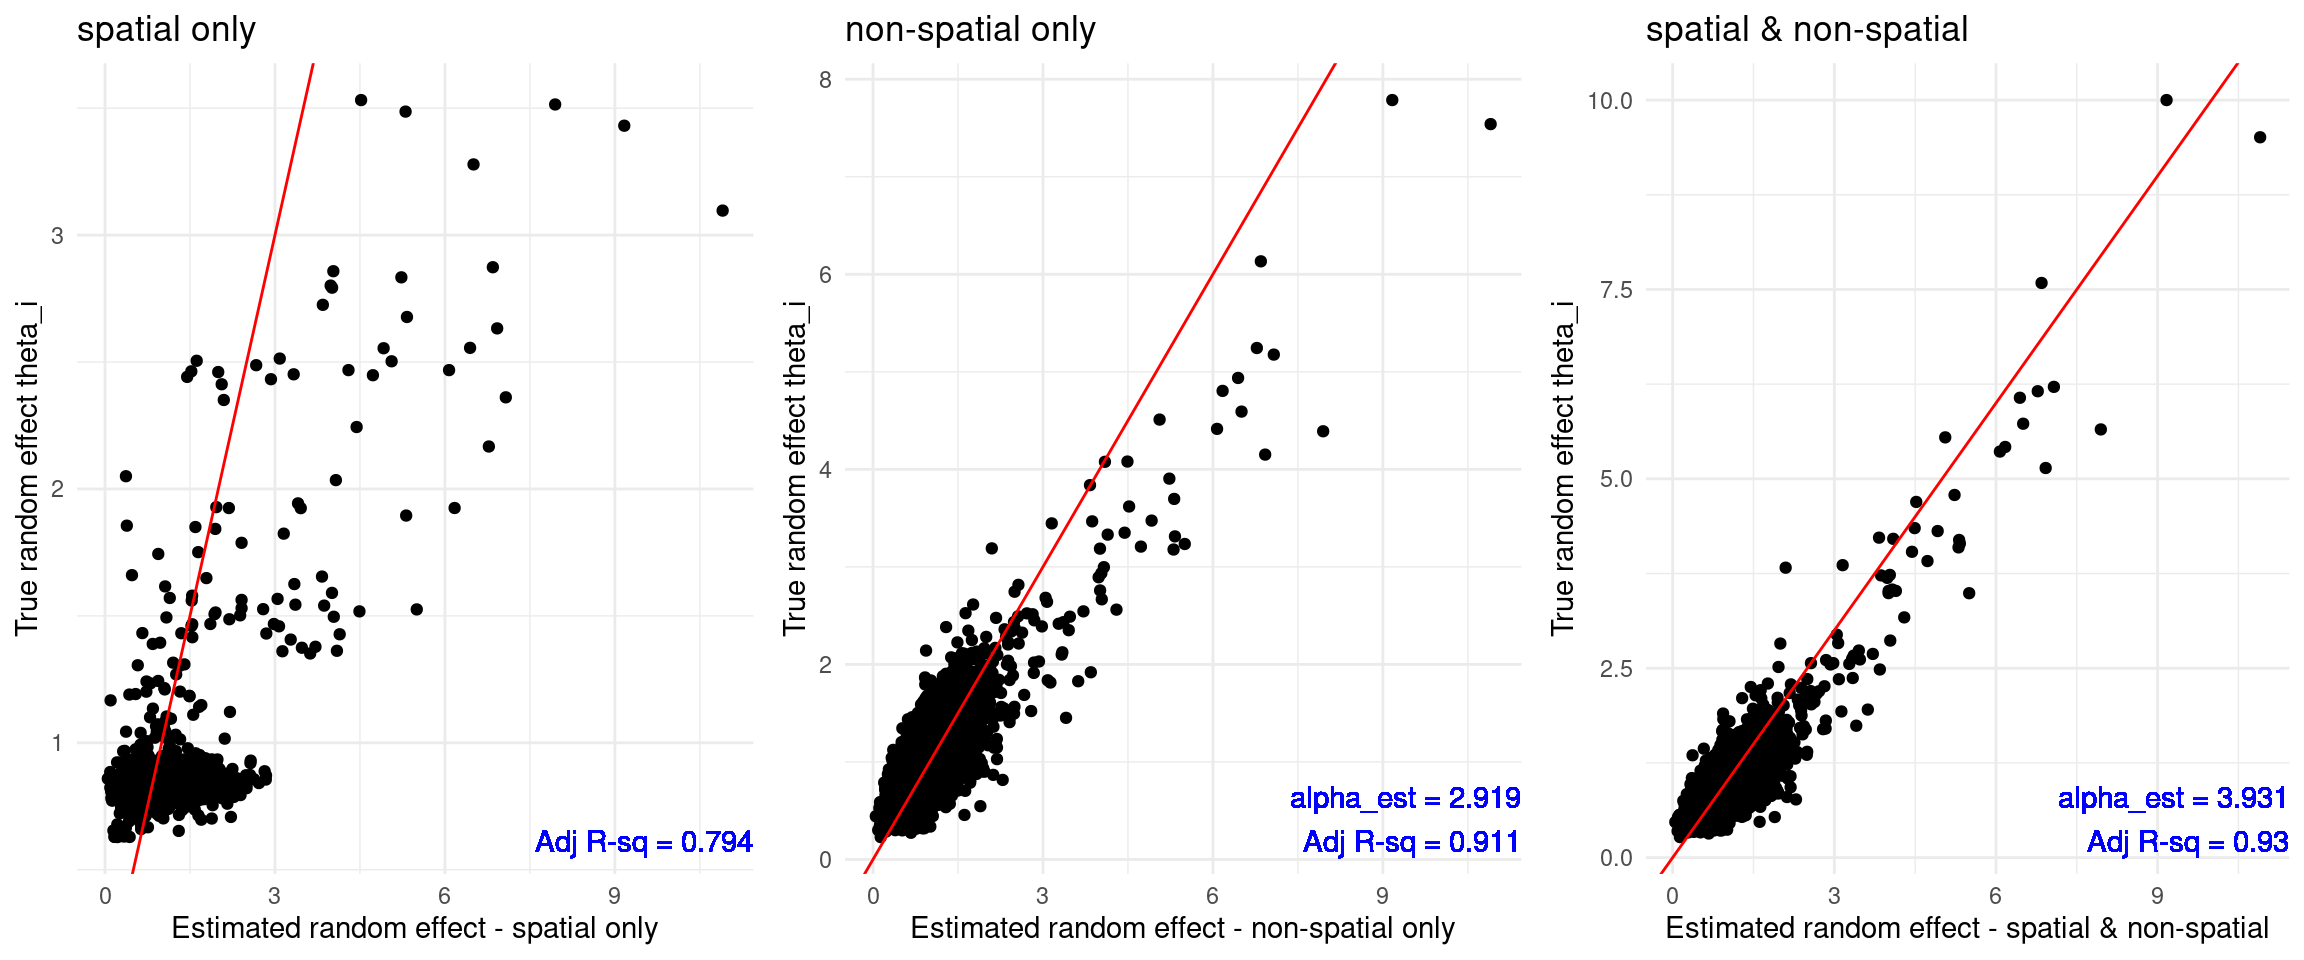 spatial only
True random effect theta_i
3
2
1
Adj R-sq = 0.794
0 3 6 9
Estimated random effect - spatial only
non-spatial only
True random effect theta_i
8
6
4
2
0
alpha_est = 2.919
Adj R-sq = 0.911
0 3 6 9
Estimated random effect - non-spatial only
spatial & non-spatial
True random effect theta_i
10.0
7.5
5.0
2.5
0.0
alpha_est = 3.931
Adj R-sq = 0.93
0 3 6 9
Estimated random effect - spatial & non-spatial